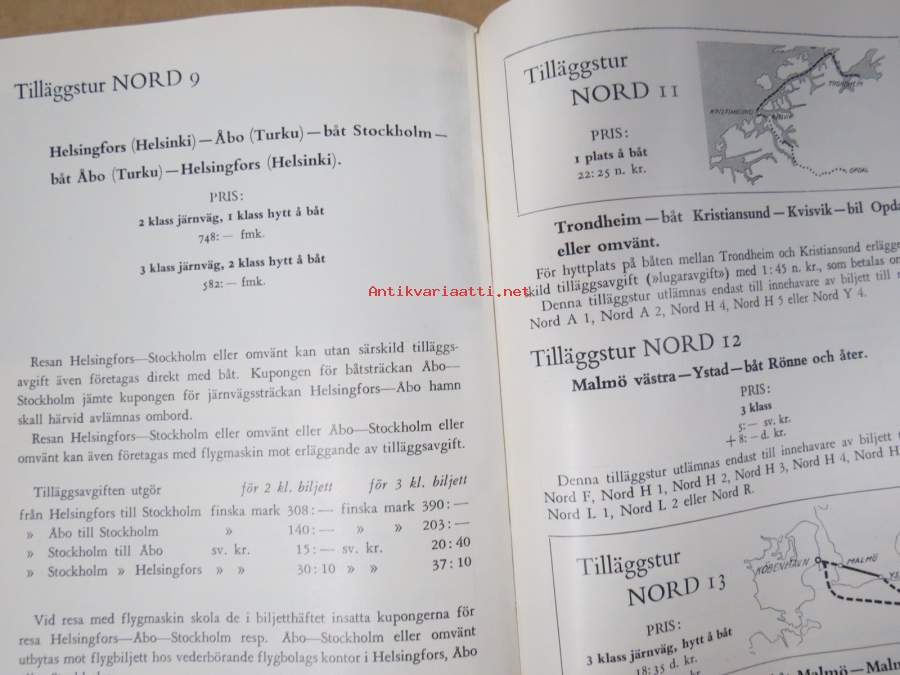 Tilläggstur NORD 9
Helsingfors (Helsinki)—Åbo (Turku)—båt Stockholm—
båt Åbo (Turku)—Helsingfors (Helsinki).
PRIS:
2 klass järnväg, 1 klass hytt å båt
748:— fmk.
3 klass järnväg, 2 klass hytt å båt
582:— fmk.
Resan Helsingfors—Stockholm eller omvänt kan utan särskild tilläggs-
avgift även företagas direkt med båt. Kupongen för båtsträckan Åbo—
Stockholm jämte kupongen för järnvägssträckan Helsingfors—Åbo hamn
skall härvid avlämnas ombord.
Resan Helsingfors—Stockholm eller omvänt eller Åbo—Stockholm eller
omvänt kan även företagas med flygmaskin mot erläggande av tilläggsavgift.
Tilläggsavgiften utgör för 2 kl. biljett för 3 kl. biljett
från Helsingfors till Stockholm finska mark 308:— finska mark 390:—
» Åbo till Stockholm » 140:— » » 203:—
» Stockholm till Åbo sv. kr. 15:— sv. kr. 20:40
» Stockholm » Helsingfors » » 30:10 » » 37:10
Vid resa med flygmaskin skola de i biljetthäftet insatta kupongerna för
resa Helsingfors—Åbo—Stockholm resp. Åbo—Stockholm eller omvänt
utbytas mot flygbiljett hos vederbörande flygbolags kontor i Helsingfors, Åbo
Antikvariaatti.net
Tilläggstur
NORD 11
PRIS:
1 plats å båt
22:25 n. kr.
TRONDHEIM
KRISTIANSUND
KVISVIK
OPDAL
Trondheim—båt Kristiansund—Kvisvik—bil Opda
eller omvänt.
För hyttplats på båten mellan Trondheim och Kristiansund erlägge
skild tilläggsavgift (»lugaravgift») med 1:45 n. kr., som betalas o
Denna tilläggstur utlämnas endast till innehavare av biljett till
Nord A 1, Nord A 2, Nord H 4, Nord H 5 eller Nord Y 4.
Tilläggstur NORD 12
Malmö västra—Ystad—båt Rönne och åter.
PRIS:
3 klass
5:— sv. kr.
+ 8:— d. kr.
Denna tilläggstur utlämnas endast till innehavare av biljett
Nord F, Nord H 1, Nord H 2, Nord H 3, Nord H 4, Nord H
Nord L 1, Nord L 2 eller Nord R.
Tilläggstur
NORD 13
PRIS:
3 klass järnväg, hytt å båt
18:35 d. kr.
KØBENHAVN
MALMÖ
YS
Malmö—Malm